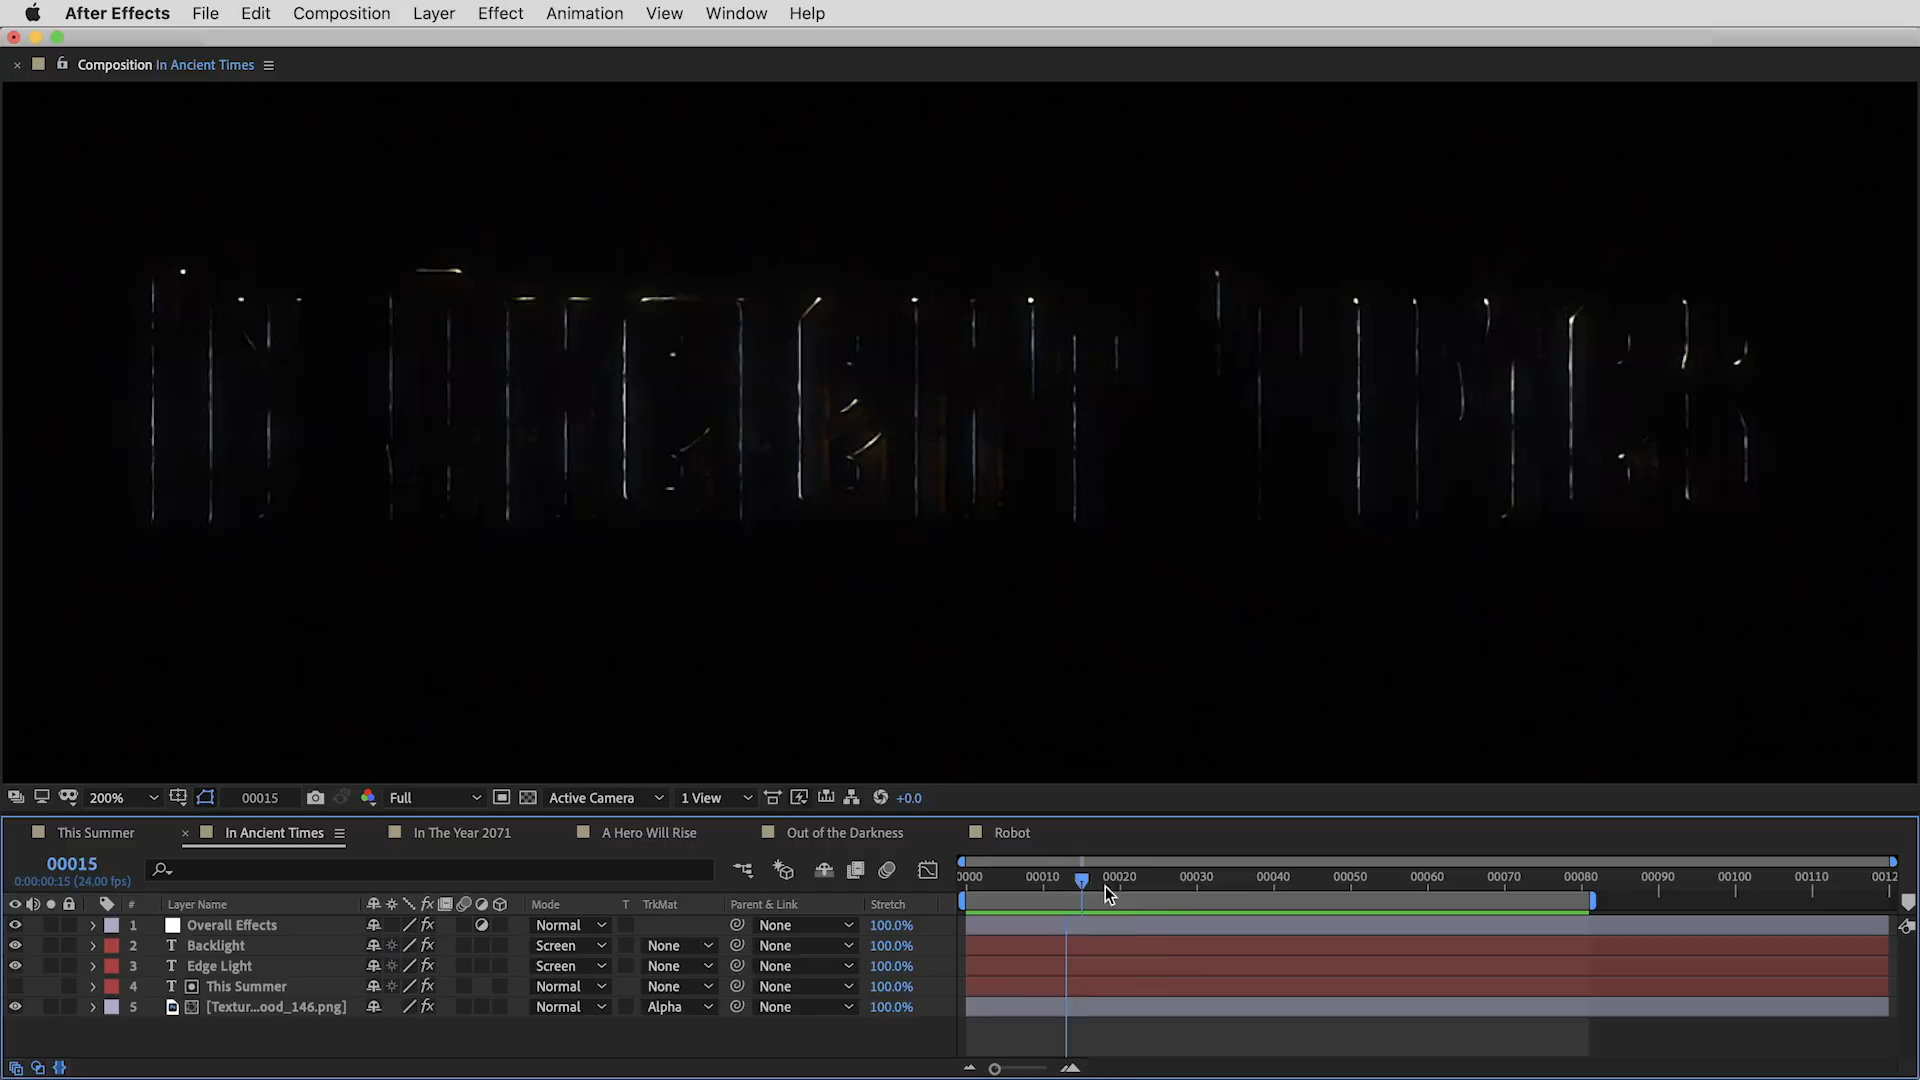 After Effects File Edit Composition Layer Effect Animation View Window Help
× Composition In Ancient Times
IN ANCIENT TIMES
200% 00015 Full Active Camera 1 View +0.0
This Summer × In Ancient Times In The Year 2071 A Hero Will Rise Out of the Darkness Robot
00015
0:00:00:15 (24.00 fps)
0000 00010 00020 00030 00040 00050 00060 00070 00080 00090 00100 00110 0012
# Layer Name Mode T TrkMat Parent & Link Stretch
1 Overall Effects Normal None 100.0%
2 T Backlight Screen None None 100.0%
3 T Edge Light Screen None None 100.0%
4 T This Summer Normal None None 100.0%
5 [Textur...ood_146.png] Normal Alpha None 100.0%